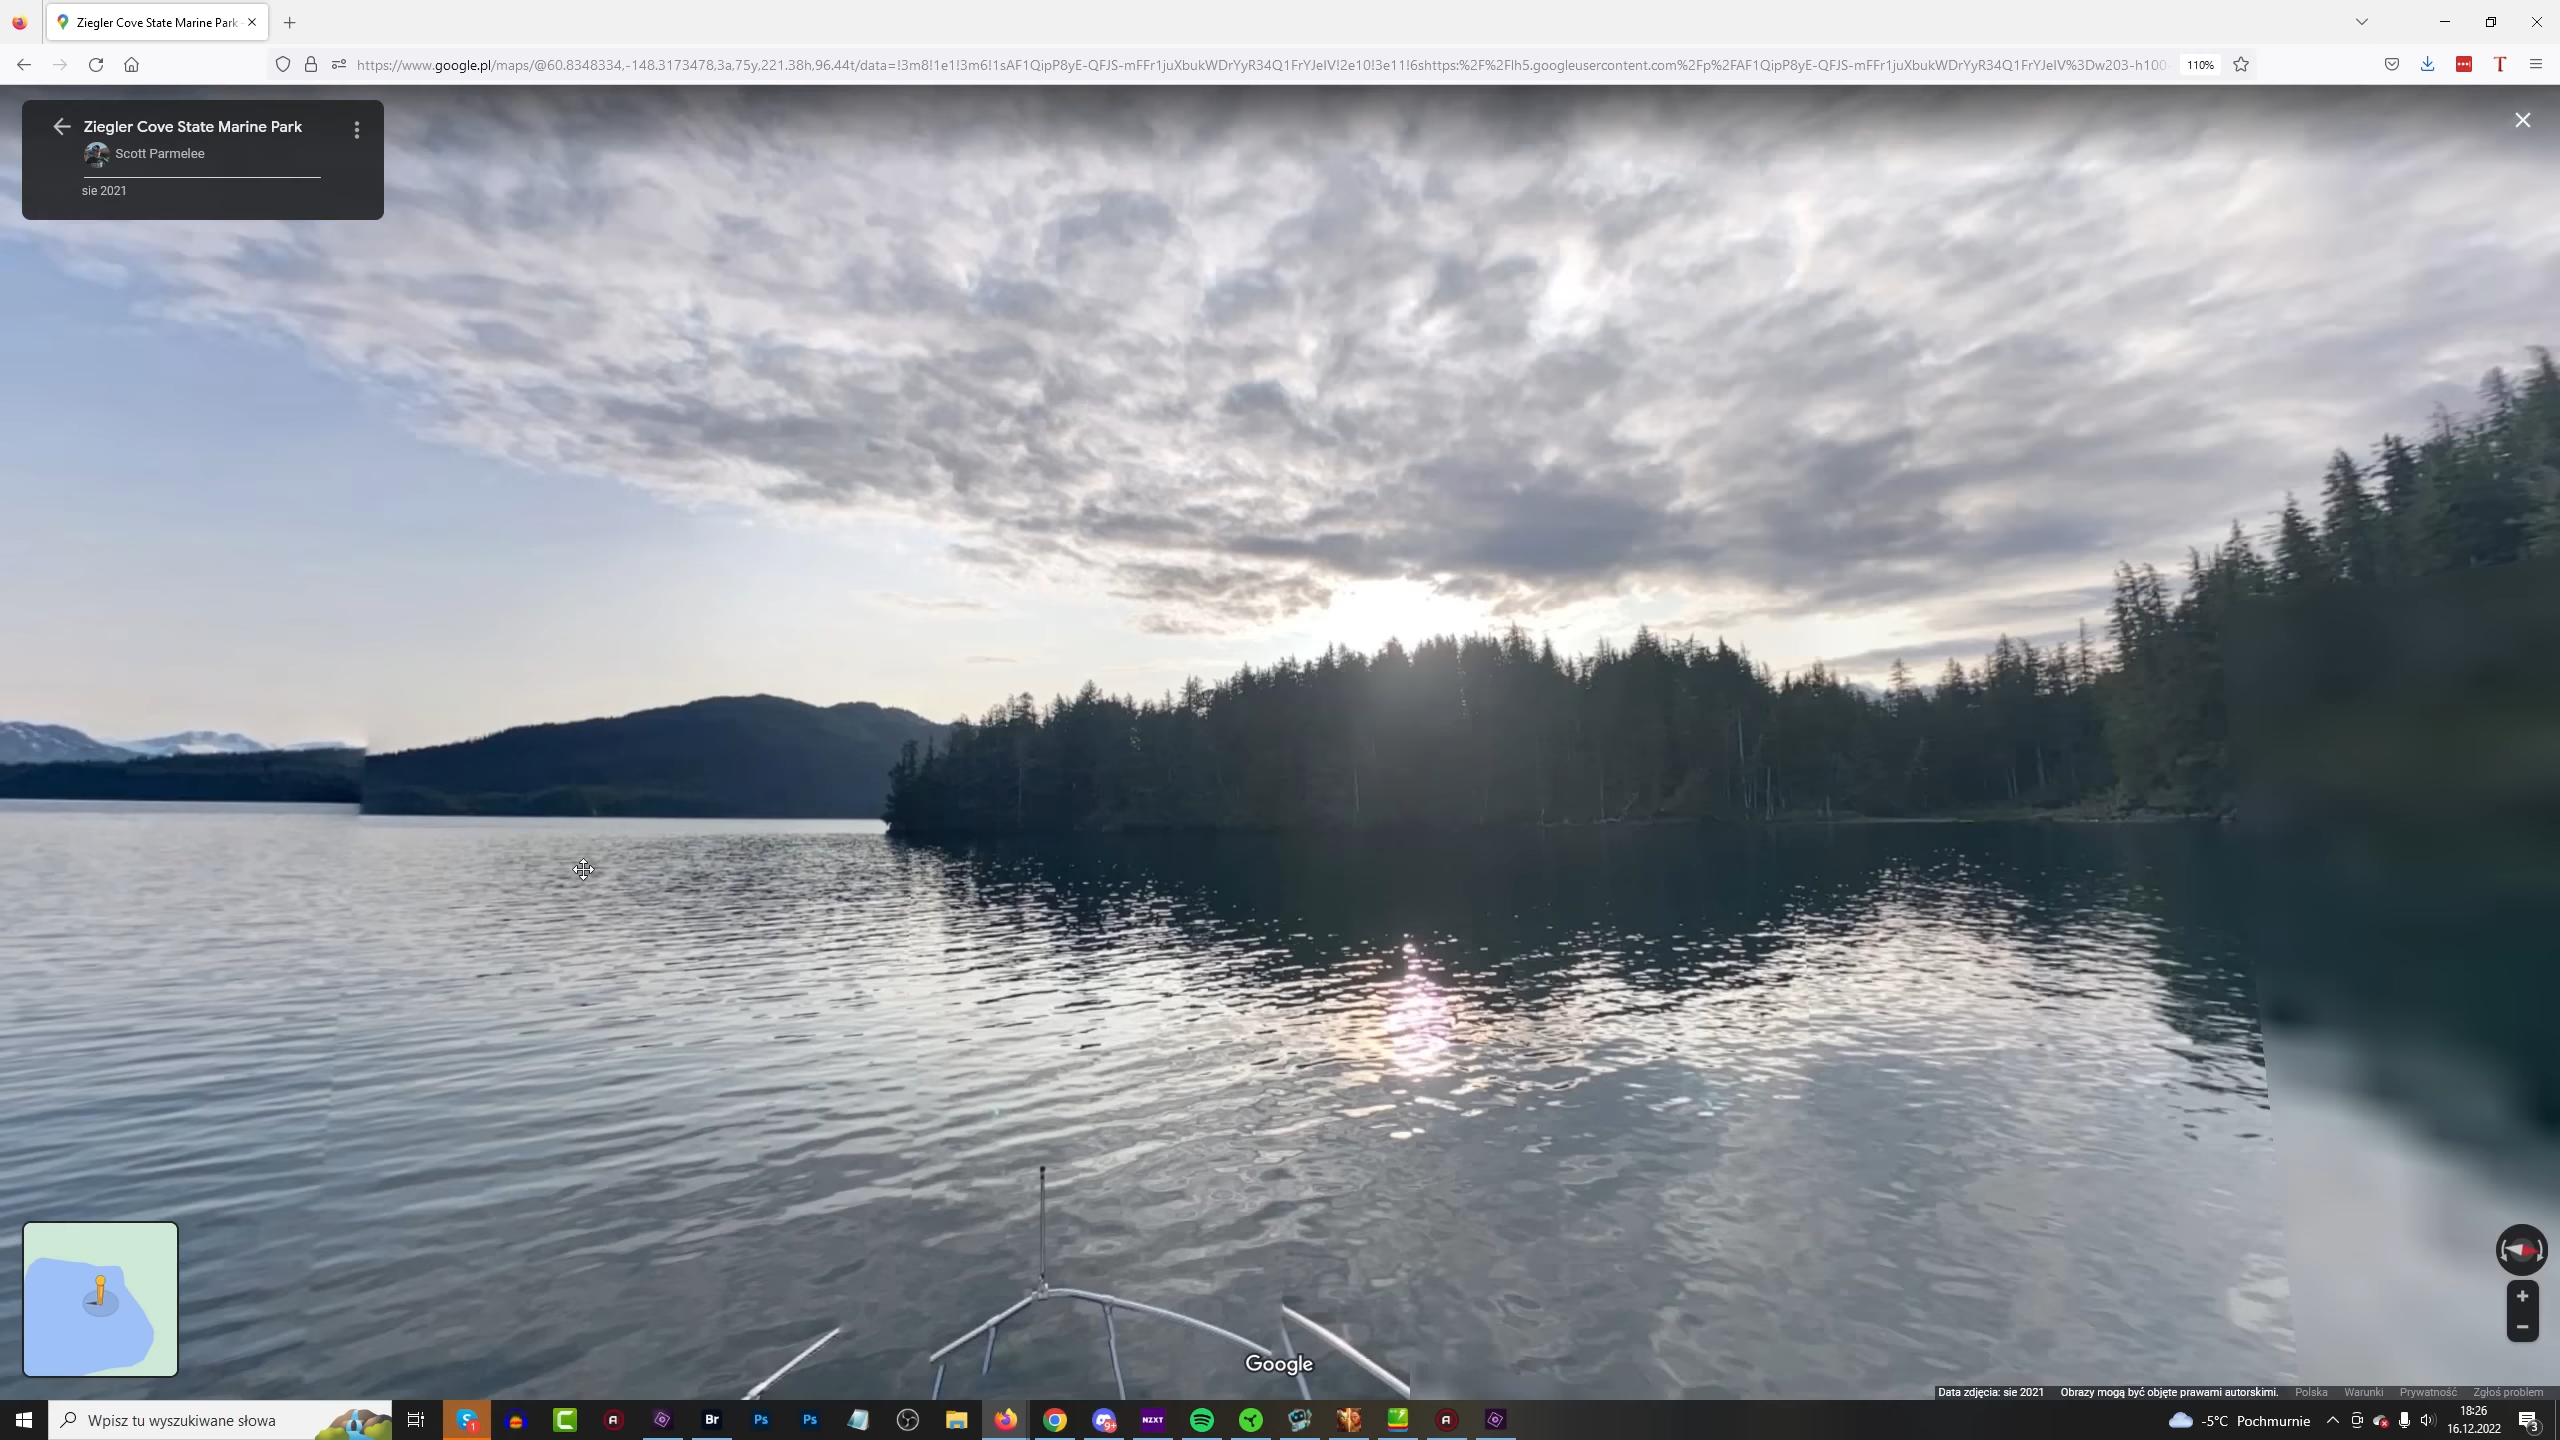 Ziegler Cove State Marine Park
https://www.google.pl/maps/@60.8348334,-148.3173478,3a,75y,221.38h,96.44t/data=!3m8!1e1!3m6!1sAF1QipP8yE-QFJS-mFFr1juXbukWDrYyR34Q1FrYJeIV!2e10!3e11!6shttps:%2F%2Flh5.googleusercontent.com%2Fp%2FAF1QipP8yE-QFJS-mFFr1juXbukWDrYyR34Q1FrYJeIV%3Dw203-h100-
110%
T
Ziegler Cove State Marine Park
Scott Parmelee
sie 2021
Google
Data zdjęcia: sie 2021 Obrazy mogą być objęte prawami autorskimi. Polska Warunki Prywatność Zgłoś problem
Wpisz tu wyszukiwane słowa
1
Br
Ps
Ps
9+
NZXT
-5°C Pochmurnie
18:26
16.12.2022
3